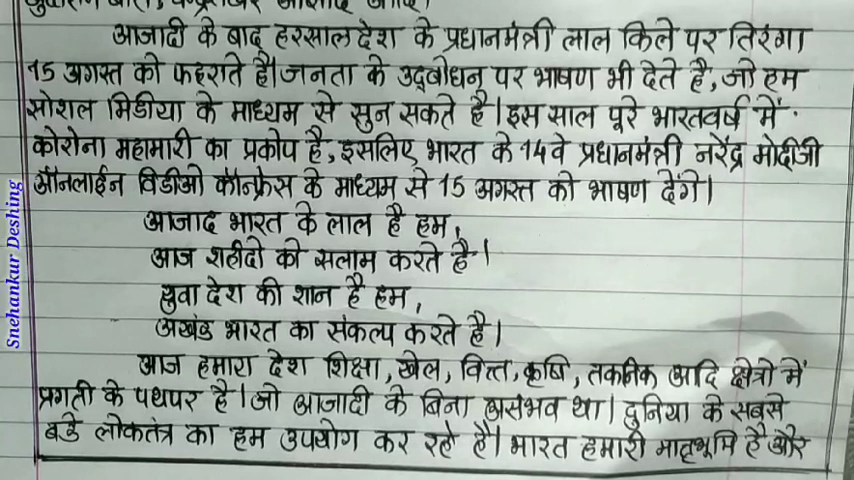 आजादी के बाद हरसाल देश के प्रधानमंत्री लाल किले पर तिरंगा
15 अगस्त को फहराते है। जनता के उद्बोधन पर भाषण भी देते है, जो हम
सोशल मिडीया के माध्यम से सुन सकते है। इस साल पूरे भारतवर्ष में
कोरोना महामारी का प्रकोप है, इसलिए भारत के 14वे प्रधानमंत्री नरेंद्र मोदीजी
ऑनलाईन विडीओ कॉन्फ्रेंस के माध्यम से 15 अगस्त को भाषण देंगे।
आजाद भारत के लाल है हम,
आज शहीदो को सलाम करते है।
युवा देश की शान है हम,
अखंड भारत का संकल्प करते है।
आज हमारा देश शिक्षा, खेल, वित्त, कृषि, तकनिक आदि क्षेत्रो में
प्रगती के पथपर है। जो आजादी के बिना असंभव था। दुनिया के सबसे
बडे लोकतंत्र का हम उपयोग कर रहे है। भारत हमारी मातृभूमि है और
Snehankur Deshing